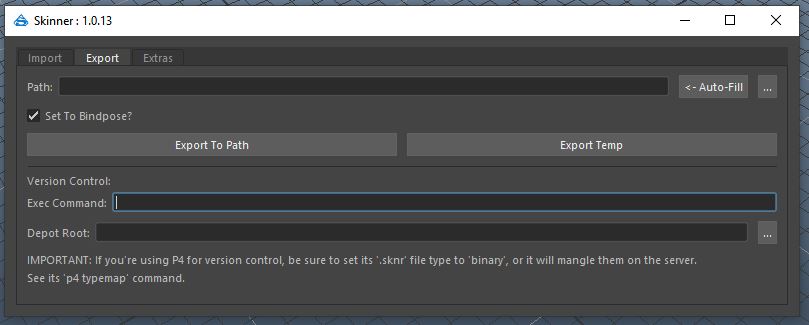 Skinner : 1.0.13
Import Export Extras
Path: <- Auto-Fill ...
Set To Bindpose?
Export To Path Export Temp
Version Control:
Exec Command:
Depot Root: ...
IMPORTANT: If you're using P4 for version control, be sure to set its '.sknr' file type to 'binary', or it will mangle them on the server.
See its 'p4 typemap' command.